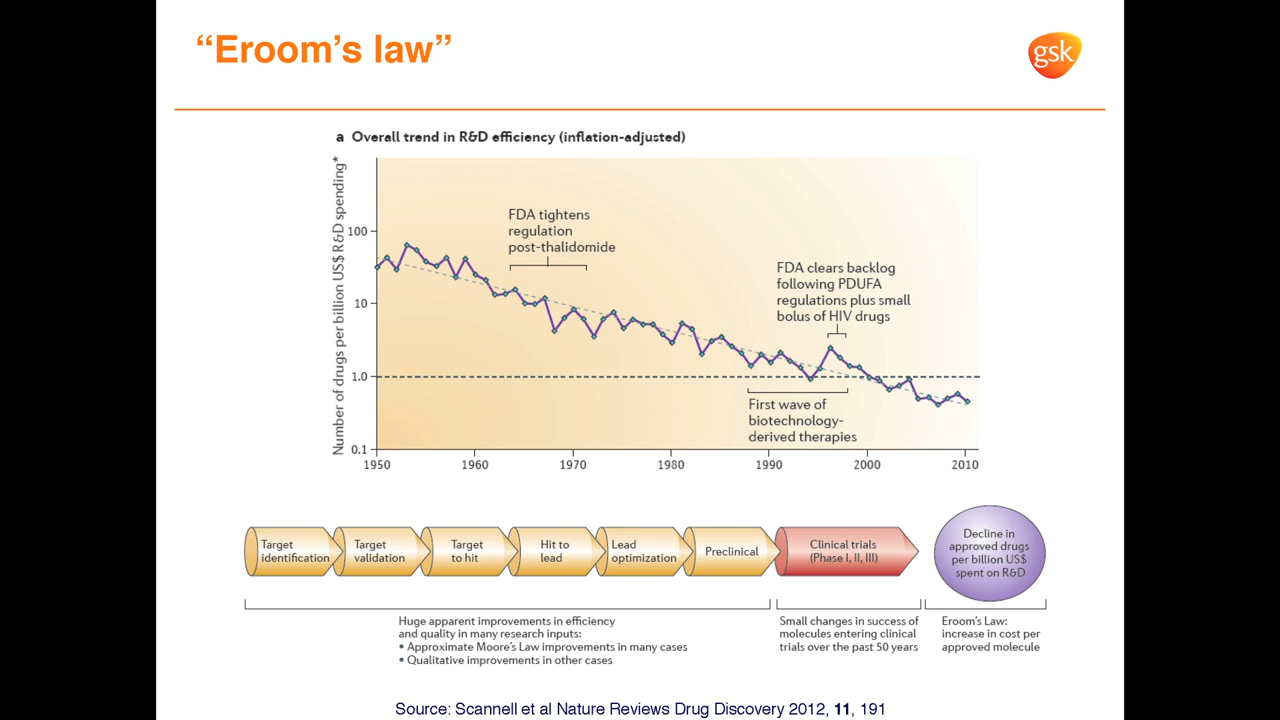 “Eroom’s law”
gsk
a Overall trend in R&D efficiency (inflation-adjusted)
Number of drugs per billion US$ R&D spending*
100
10
1.0
0.1
FDA tightens
regulation
post-thalidomide
FDA clears backlog
following PDUFA
regulations plus small
bolus of HIV drugs
First wave of
biotechnology-
derived therapies
1950 1960 1970 1980 1990 2000 2010
Target
identification
Target
validation
Target
to hit
Hit to
lead
Lead
optimization
Preclinical
Clinical trials
(Phase I, II, III)
Decline in
approved drugs
per billion US$
spent on R&D
Huge apparent improvements in efficiency
and quality in many research inputs:
• Approximate Moore’s Law improvements in many cases
• Qualitative improvements in other cases
Small changes in success of
molecules entering clinical
trials over the past 50 years
Eroom’s Law:
increase in cost per
approved molecule
Source: Scannell et al Nature Reviews Drug Discovery 2012, 11, 191